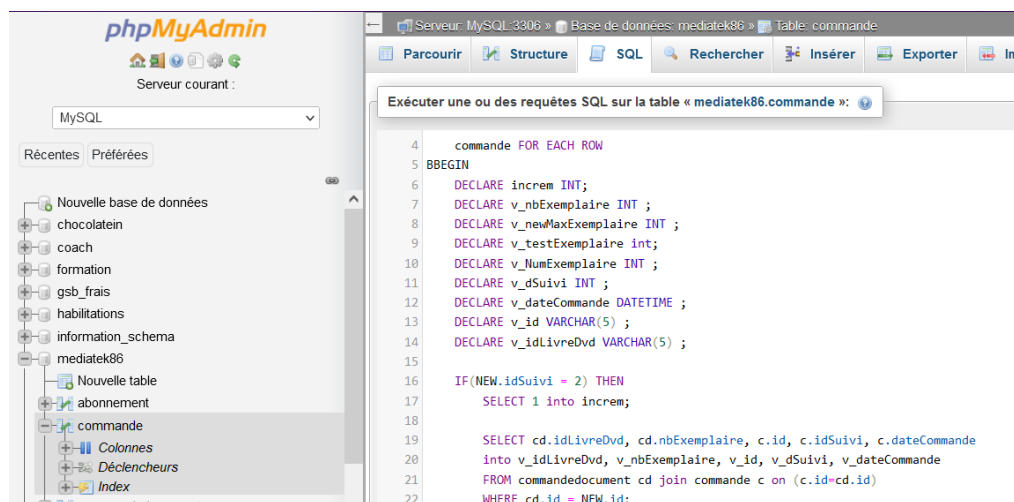 phpMyAdmin
Serveur courant :
MySQL
Récentes Préférées
Nouvelle base de données
chocolatein
coach
formation
gsb_frais
habilitations
information_schema
mediatek86
Nouvelle table
abonnement
commande
Colonnes
Déclencheurs
Index
Serveur: MySQL:3306 » Base de données: mediatek86 » Table: commande
Parcourir Structure SQL Rechercher Insérer Exporter
Exécuter une ou des requêtes SQL sur la table « mediatek86.commande »:
4 commande FOR EACH ROW
5 BBEGIN
6 DECLARE increm INT;
7 DECLARE v_nbExemplaire INT ;
8 DECLARE v_newMaxExemplaire INT ;
9 DECLARE v_testExemplaire int;
10 DECLARE v_NumExemplaire INT ;
11 DECLARE v_dSuivi INT ;
12 DECLARE v_dateCommande DATETIME ;
13 DECLARE v_id VARCHAR(5) ;
14 DECLARE v_idLivreDvd VARCHAR(5) ;
15
16 IF(NEW.idSuivi = 2) THEN
17 SELECT 1 into increm;
18
19 SELECT cd.idLivreDvd, cd.nbExemplaire, c.id, c.idSuivi, c.dateCommande
20 into v_idLivreDvd, v_nbExemplaire, v_id, v_dSuivi, v_dateCommande
21 FROM commandedocument cd join commande c on (c.id=cd.id)
22 WHERE cd.id = NEW.id;